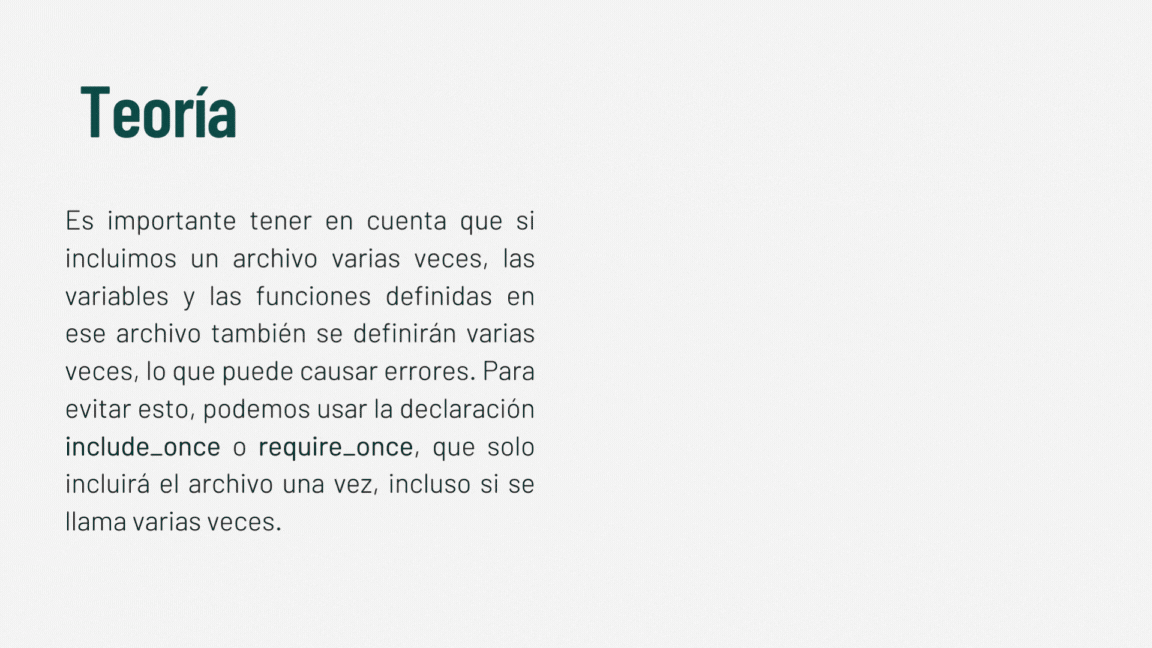 Teoría
Es importante tener en cuenta que si
incluimos un archivo varias veces, las
variables y las funciones definidas en
ese archivo también se definirán varias
veces, lo que puede causar errores. Para
evitar esto, podemos usar la declaración
include_once o require_once, que solo
incluirá el archivo una vez, incluso si se
llama varias veces.